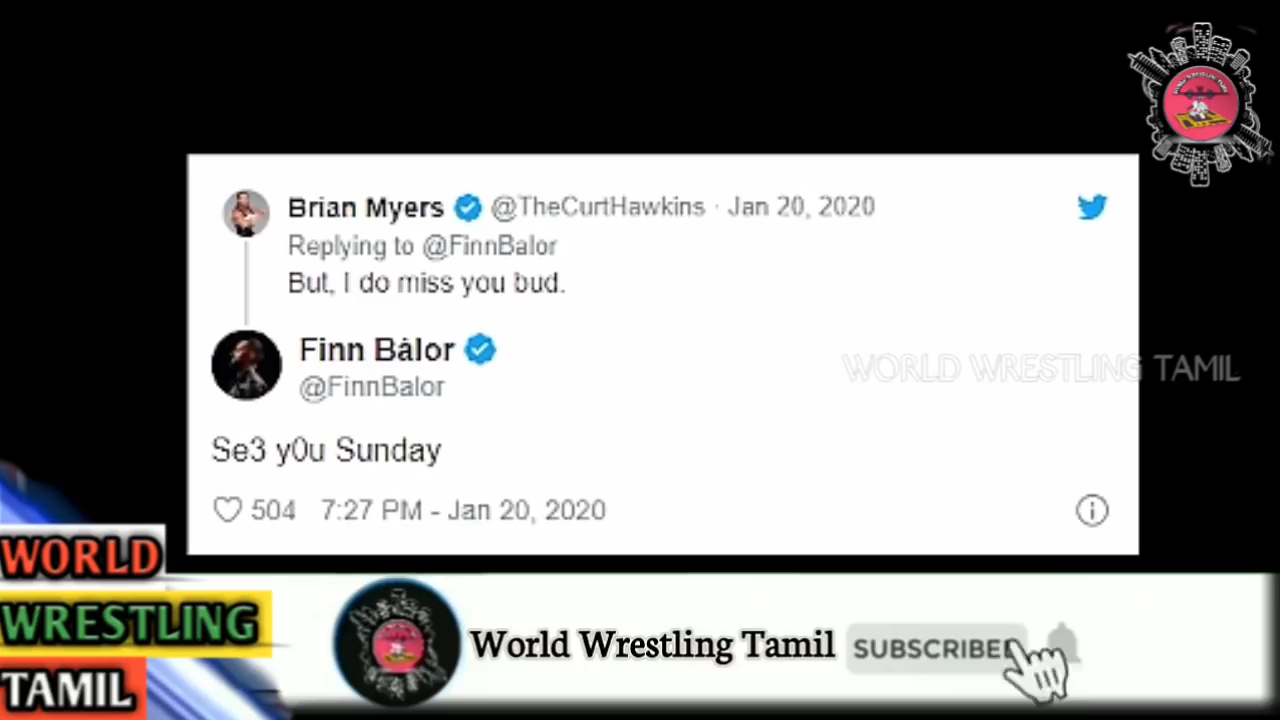 Brian Myers @TheCurtHawkins · Jan 20, 2020
Replying to @FinnBalor
But, I do miss you bud.
Finn Bálor
@FinnBalor
WORLD WRESTLING TAMIL
Se3 y0u Sunday
504 7:27 PM - Jan 20, 2020
WORLD
WRESTLING
TAMIL
World Wrestling Tamil
SUBSCRIBED